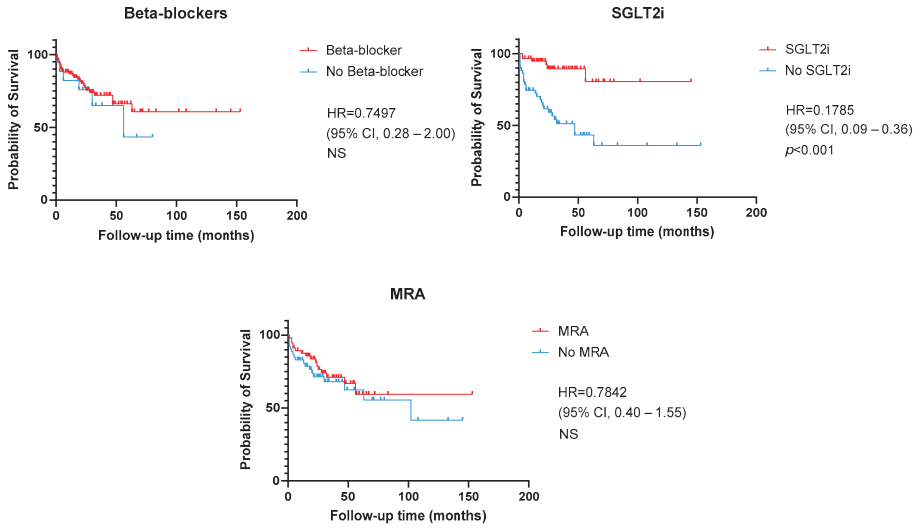 Beta-blockers
Probability of Survival
100
50
0
0 50 100 150 200
Follow-up time (months)
Beta-blocker
No Beta-blocker
HR=0.7497
(95% CI, 0.28 – 2.00)
NS
SGLT2i
Probability of Survival
100
50
0
0 50 100 150 200
Follow-up time (months)
SGLT2i
No SGLT2i
HR=0.1785
(95% CI, 0.09 – 0.36)
p<0.001
MRA
Probability of Survival
100
50
0
0 50 100 150 200
Follow-up time (months)
MRA
No MRA
HR=0.7842
(95% CI, 0.40 – 1.55)
NS